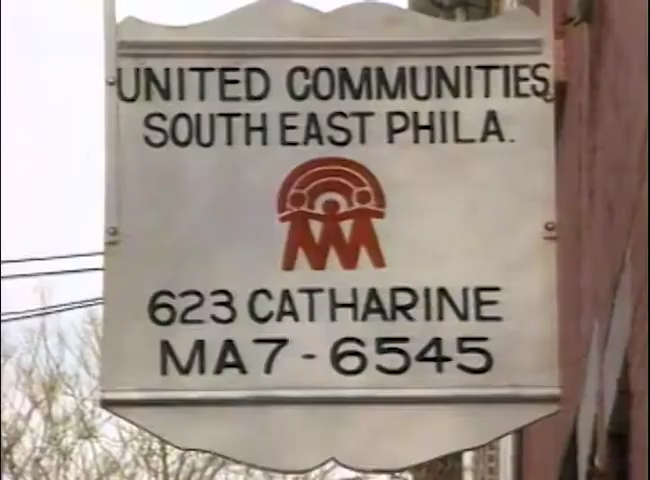 UNITED COMMUNITIES
SOUTH EAST PHILA.
623 CATHARINE
MA7-6545